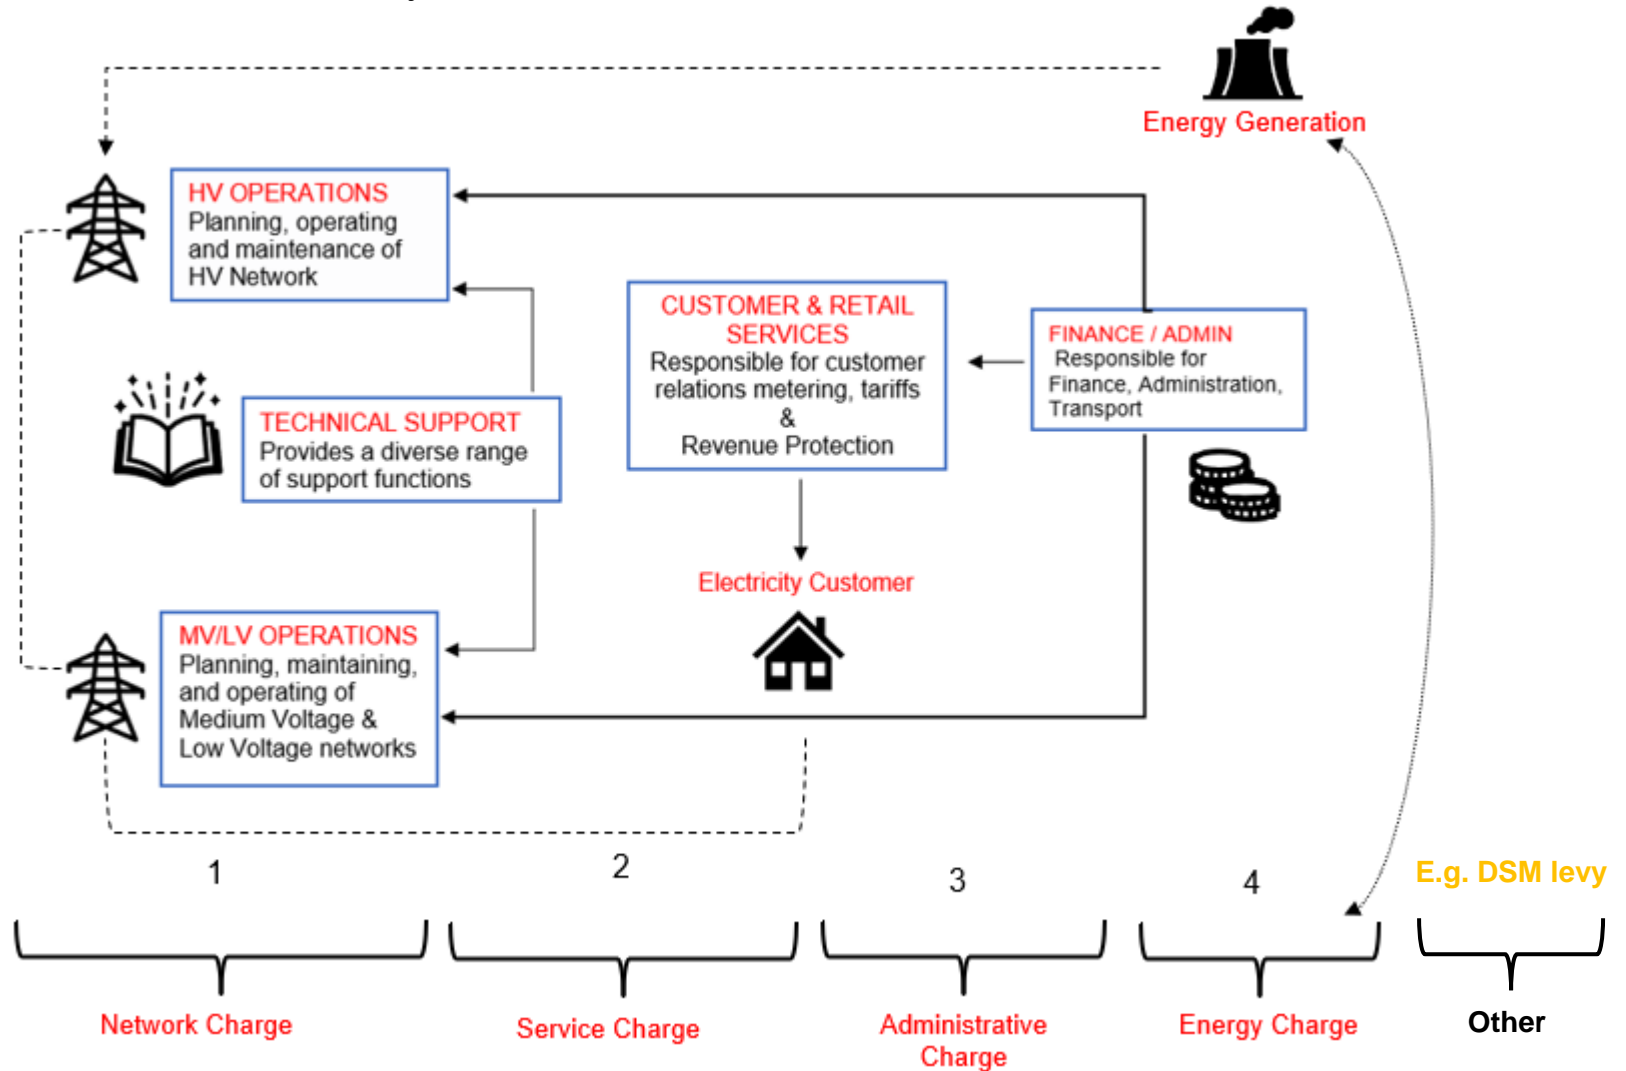 Energy Generation
HV OPERATIONS
Planning, operating
and maintenance of
HV Network
CUSTOMER & RETAIL
SERVICES
Responsible for customer
relations metering, tariffs
&
Revenue Protection
FINANCE / ADMIN
Responsible for
Finance, Administration,
Transport
TECHNICAL SUPPORT
Provides a diverse range
of support functions
Electricity Customer
MV/LV OPERATIONS
Planning, maintaining,
and operating of
Medium Voltage &
Low Voltage networks
1
2
3
4
E.g. DSM levy
Network Charge
Service Charge
Administrative
Charge
Energy Charge
Other